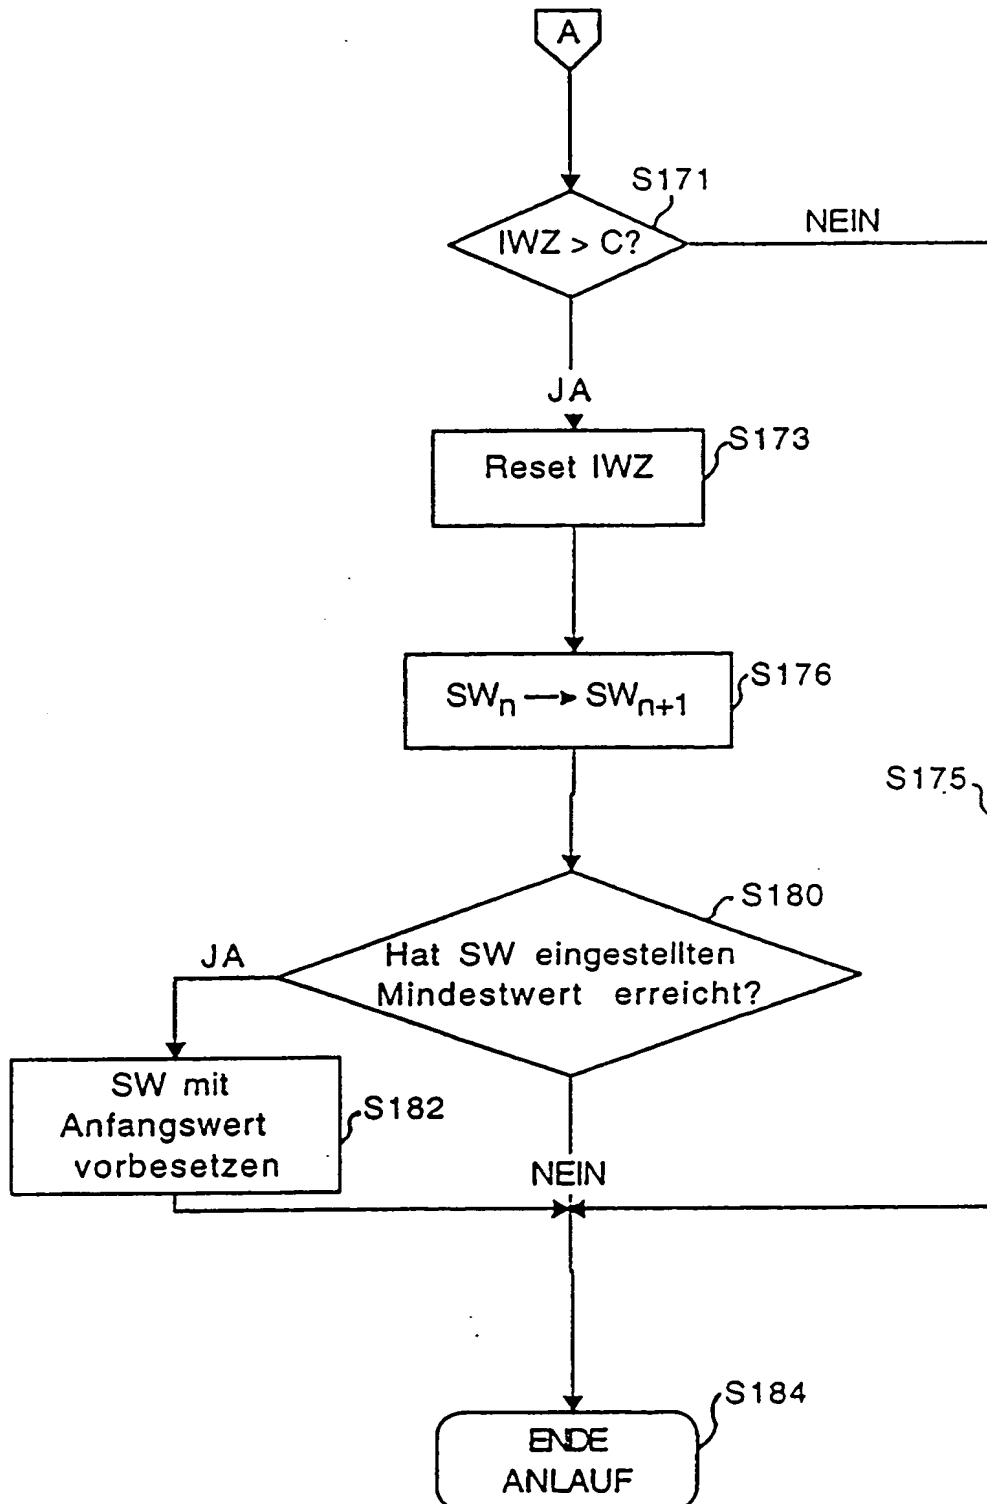 A
S171
IWZ > C?
NEIN
JA
Reset IWZ
S173
SWn → SWn+1
S176
S175
S180
Hat SW eingestellten
Mindestwert erreicht?
JA
SW mit
Anfangswert
vorbesetzen
S182
NEIN
S184
ENDE
ANLAUF